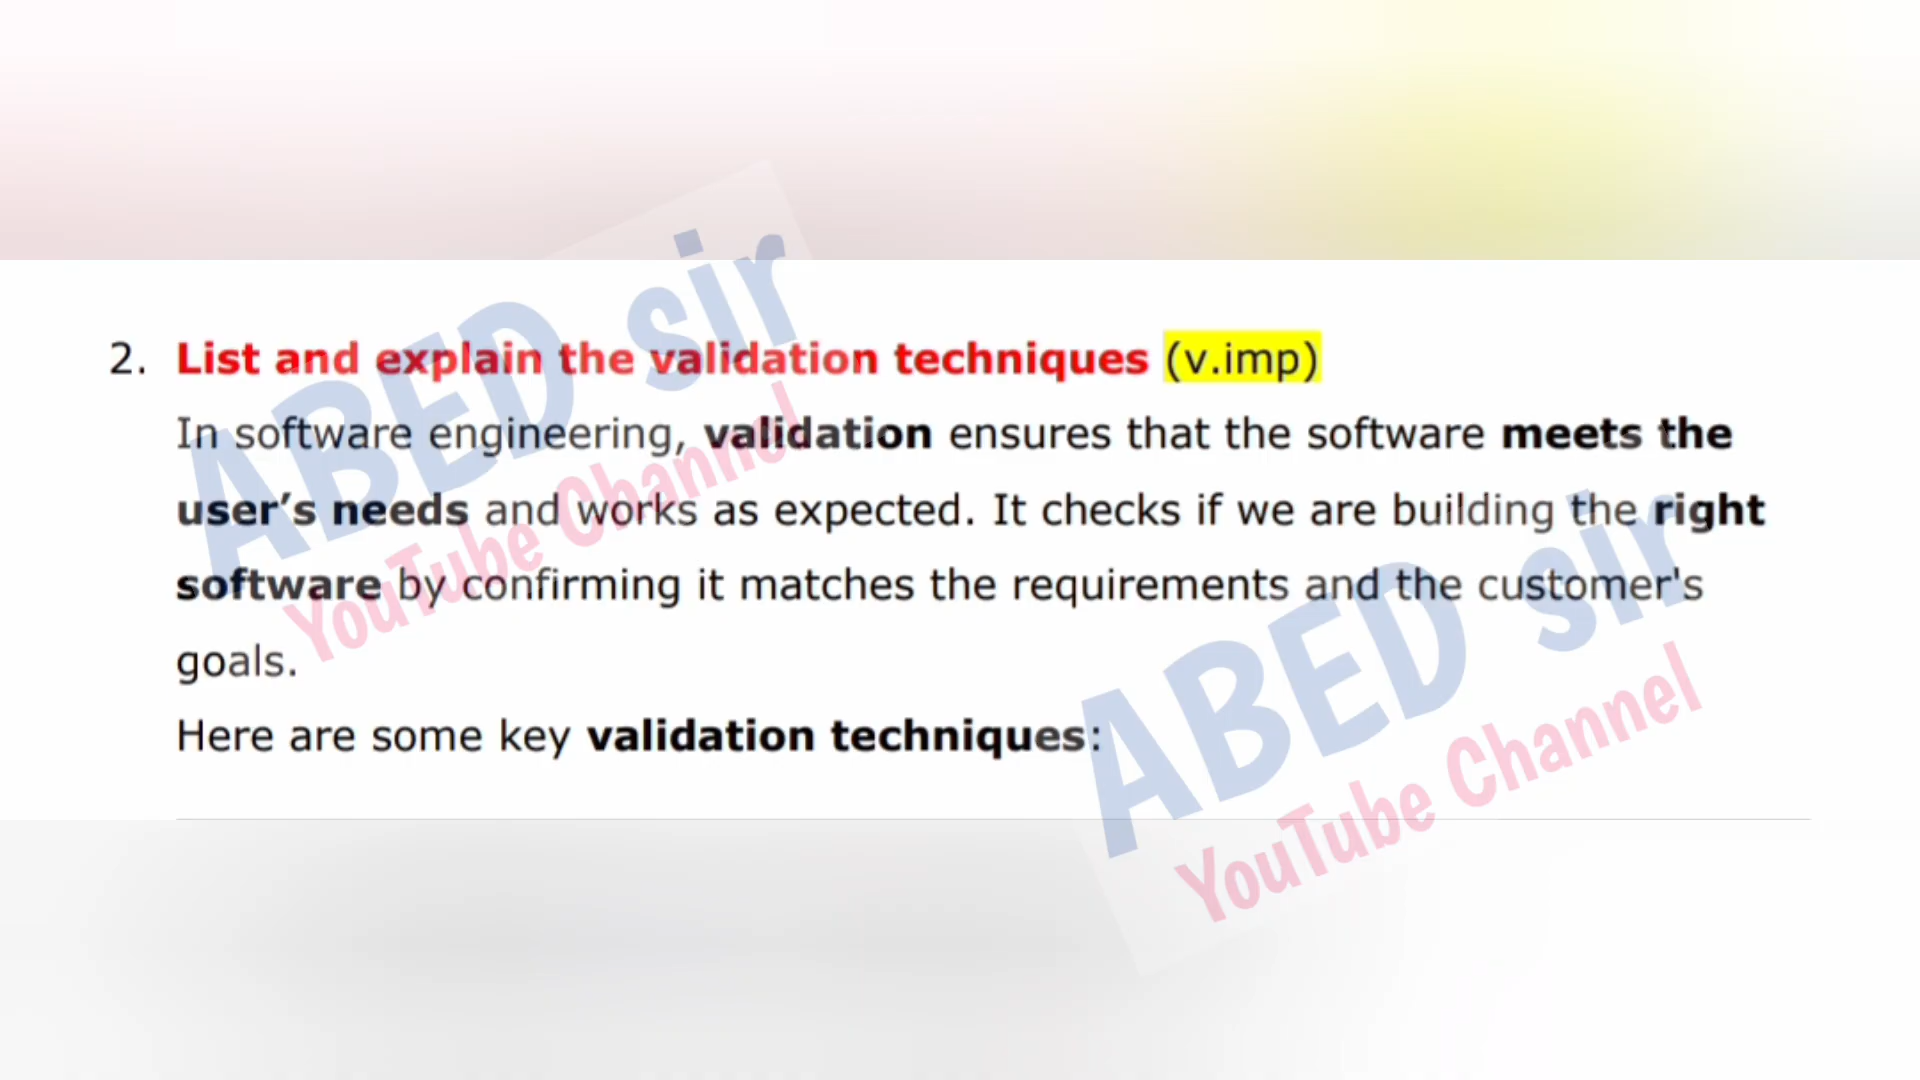 2. List and explain the validation techniques (v.imp)
In software engineering, validation ensures that the software meets the
user’s needs and works as expected. It checks if we are building the right
software by confirming it matches the requirements and the customer's
goals.
Here are some key validation techniques:
ABED sir
YouTube Channel
ABED sir
YouTube Channel